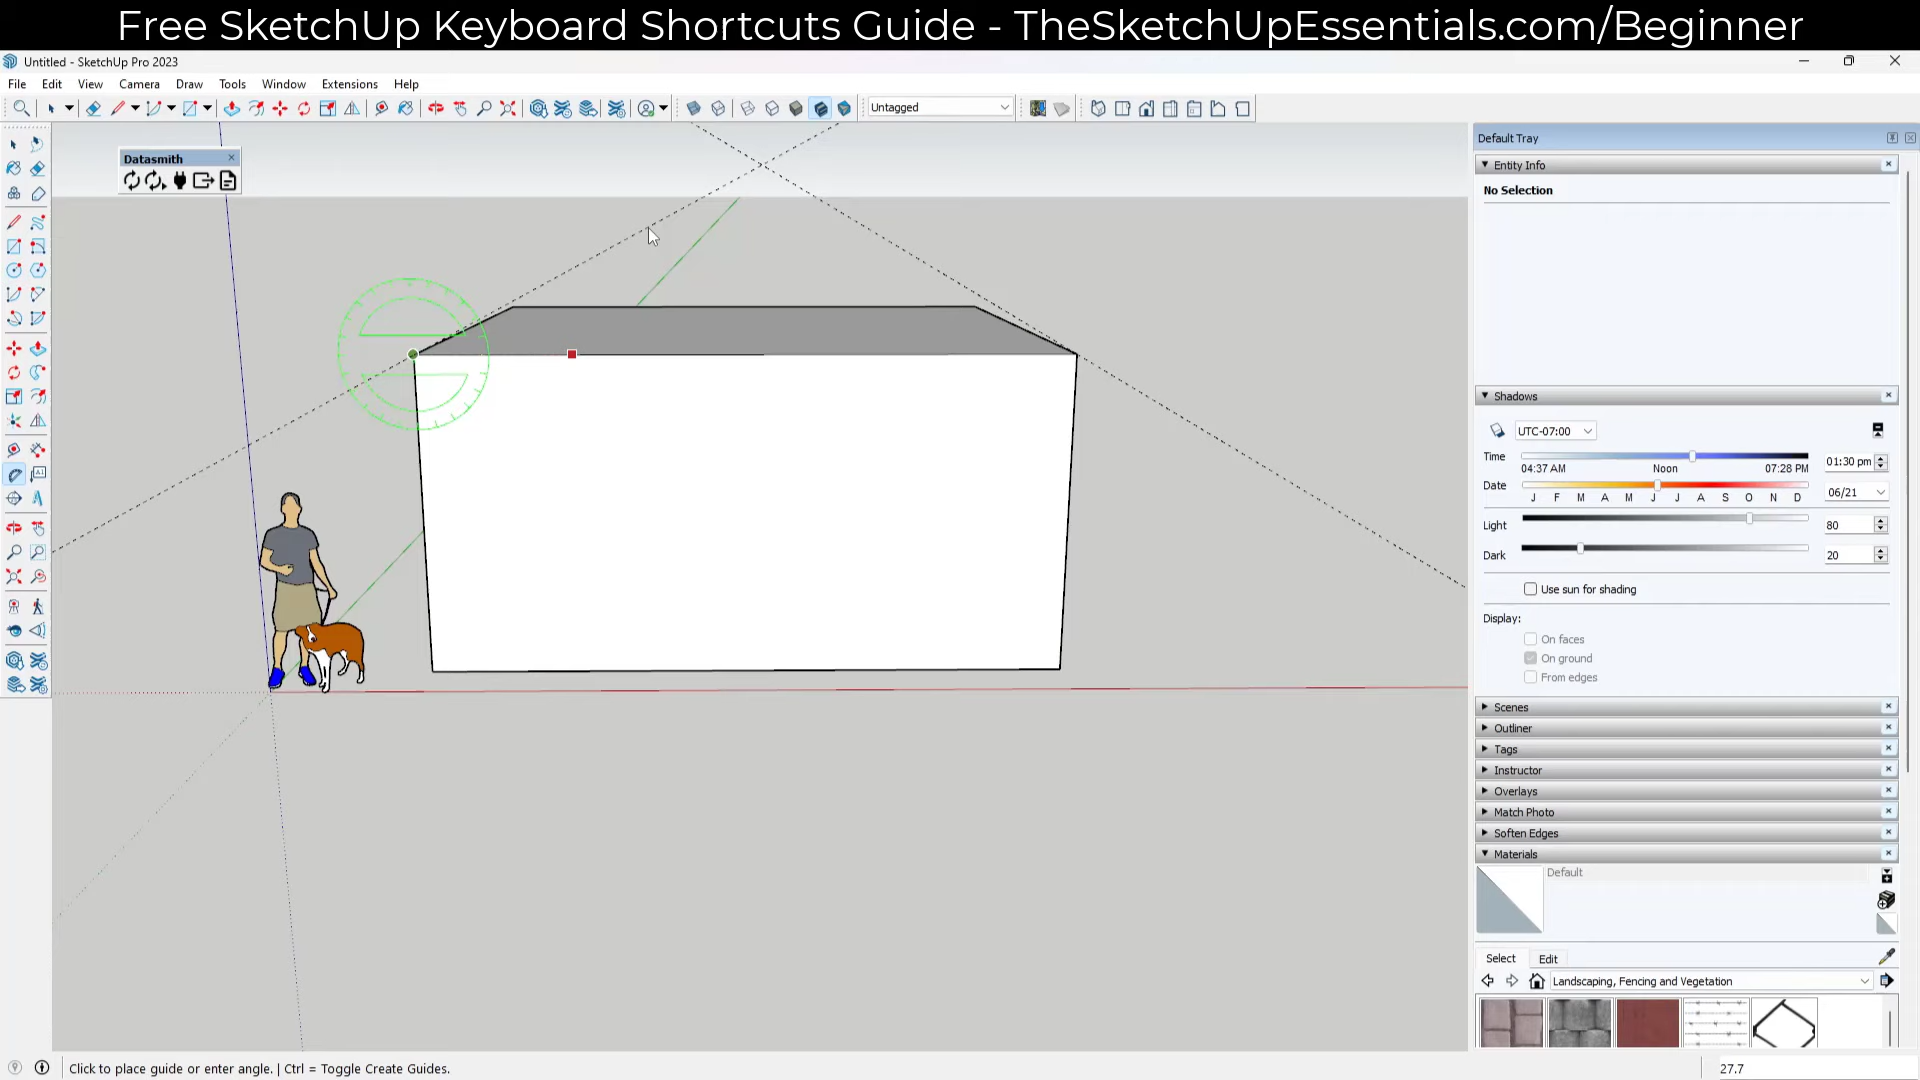 Free SketchUp Keyboard Shortcuts Guide - TheSketchUpEssentials.com/Beginner
Untitled - SketchUp Pro 2023
File Edit View Camera Draw Tools Window Extensions Help
Untagged
Datasmith
Default Tray
Entity Info
No Selection
Shadows
UTC-07:00
Time
04:37 AM Noon 07:28 PM
01:30 pm
Date
J F M A M J J A S O N D
06/21
Light 80
Dark 20
Use sun for shading
Display:
On faces
On ground
From edges
Scenes
Outliner
Tags
Instructor
Overlays
Match Photo
Soften Edges
Materials
Default
Select Edit
Landscaping, Fencing and Vegetation
Click to place guide or enter angle. | Ctrl = Toggle Create Guides.
27.7